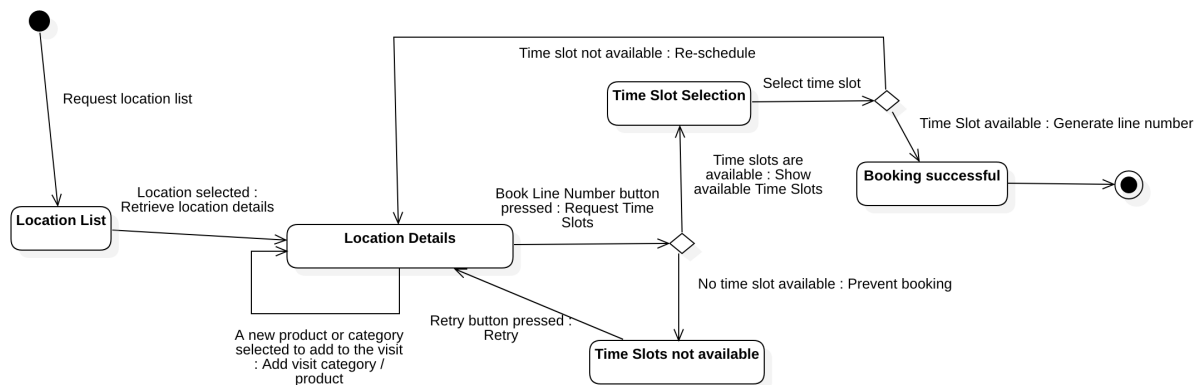 Time slot not available : Re-schedule
Time Slot Selection
Select time slot
Request location list
Time Slot available : Generate line number
Time slots are
available : Show
available Time Slots
Booking successful
Location selected :
Retrieve location details
Book Line Number button
pressed : Request Time
Slots
Location List
Location Details
No time slot available : Prevent booking
Retry button pressed :
Retry
A new product or category
selected to add to the visit
: Add visit category /
product
Time Slots not available